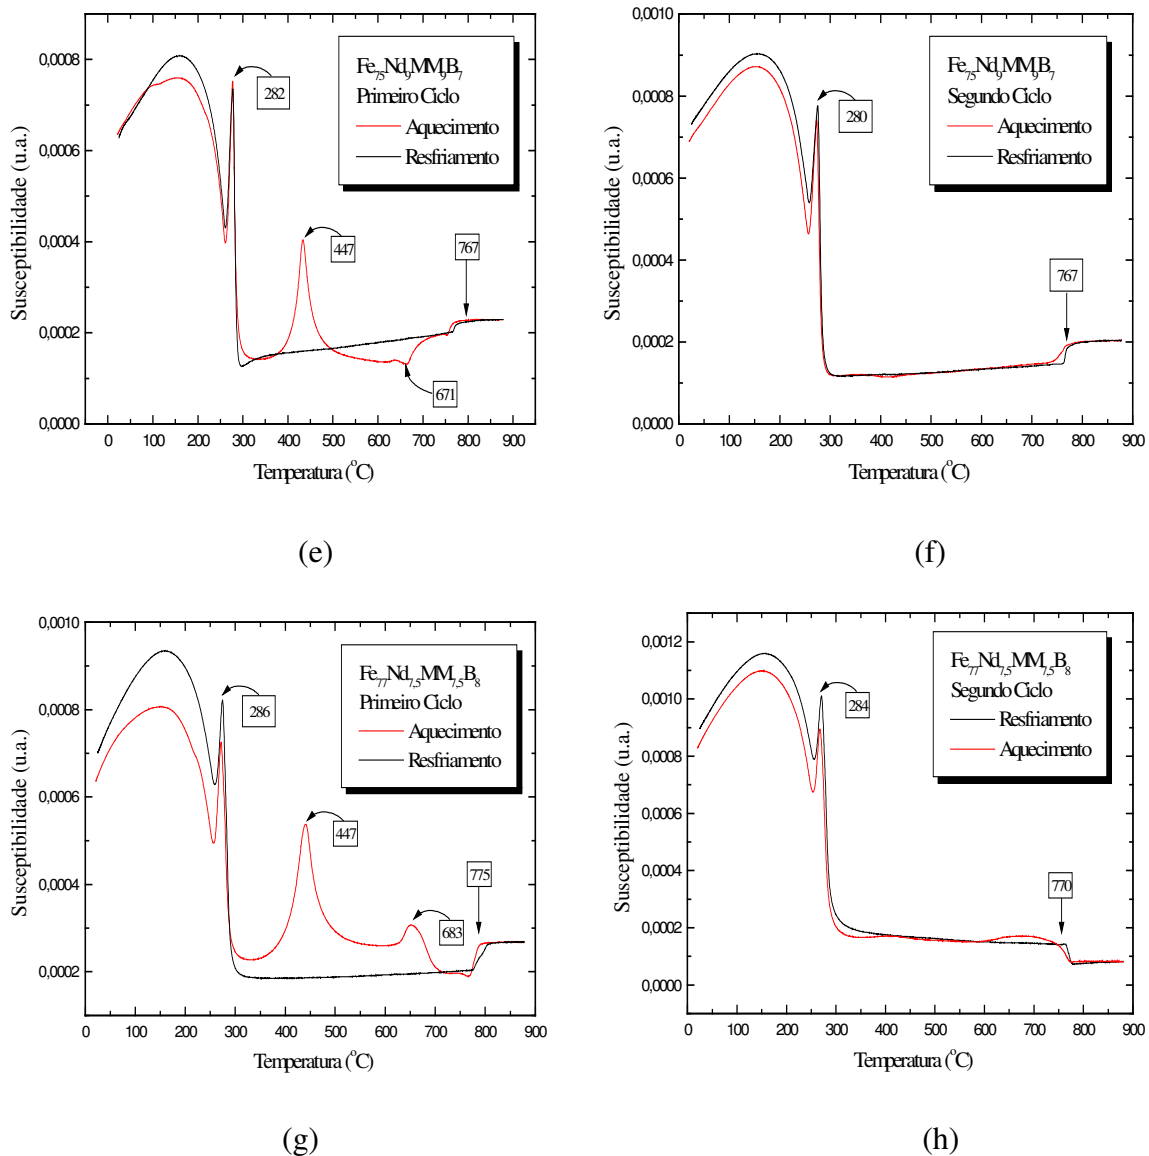 0,0008
0,0006
0,0004
0,0002
0,0000
Susceptibilidade (u.a.)
Fe75Nd9MM9B7
Primeiro Ciclo
Aquecimento
Resfriamento
282
447
767
671
0 100 200 300 400 500 600 700 800 900
Temperatura (°C)
(e)
0,0010
0,0008
0,0006
0,0004
0,0002
0,0000
Susceptibilidade (u.a.)
Fe75Nd9MM9B7
Segundo Ciclo
Aquecimento
Resfriamento
280
767
0 100 200 300 400 500 600 700 800 900
Temperatura (°C)
(f)
0,0010
0,0008
0,0006
0,0004
0,0002
Susceptibilidade (u.a.)
Fe77Nd7,5MM7,5B8
Primeiro Ciclo
Aquecimento
Resfriamento
286
447
775
683
0 100 200 300 400 500 600 700 800 900
Temperatura (°C)
(g)
0,0012
0,0010
0,0008
0,0006
0,0004
0,0002
0,0000
Susceptibilidade (u.a.)
Fe77Nd7,5MM7,5B8
Segundo Ciclo
Resfriamento
Aquecimento
284
770
0 100 200 300 400 500 600 700 800 900
Temperatura (°C)
(h)